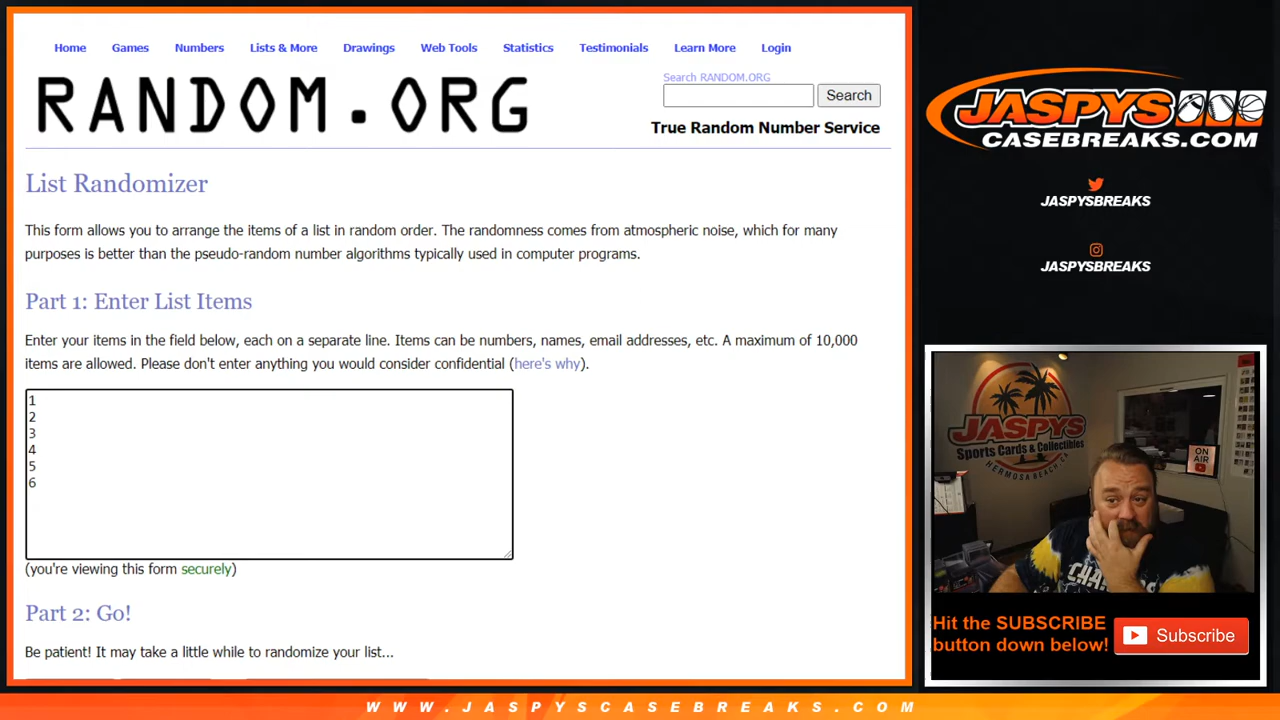 Home Games Numbers Lists & More Drawings Web Tools Statistics Testimonials Learn More Login
RANDOM.ORG
Search RANDOM.ORG
Search
True Random Number Service
List Randomizer
This form allows you to arrange the items of a list in random order. The randomness comes from atmospheric noise, which for many
purposes is better than the pseudo-random number algorithms typically used in computer programs.
Part 1: Enter List Items
Enter your items in the field below, each on a separate line. Items can be numbers, names, email addresses, etc. A maximum of 10,000
items are allowed. Please don't enter anything you would consider confidential (here's why).
1
2
3
4
5
6
(you're viewing this form securely)
Part 2: Go!
Be patient! It may take a little while to randomize your list...
JASPYS
CASEBREAKS.COM
JASPYSBREAKS
JASPYSBREAKS
JASPYS
Sports Cards & Collectibles
HERMOSA BEACH, CA
ON
AIR
Hit the SUBSCRIBE
button down below!
Subscribe
WWW.JASPYSCASEBREAKS.COM